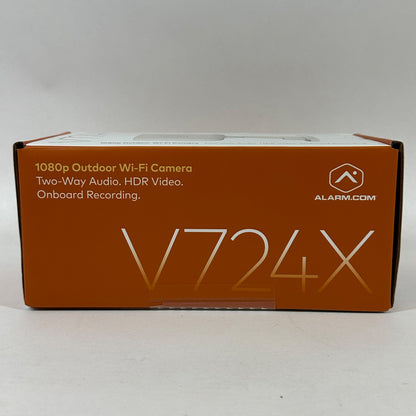 1080p Outdoor Wi-Fi Camera
Two-Way Audio. HDR Video.
Onboard Recording.
ALARM.COM
V724X